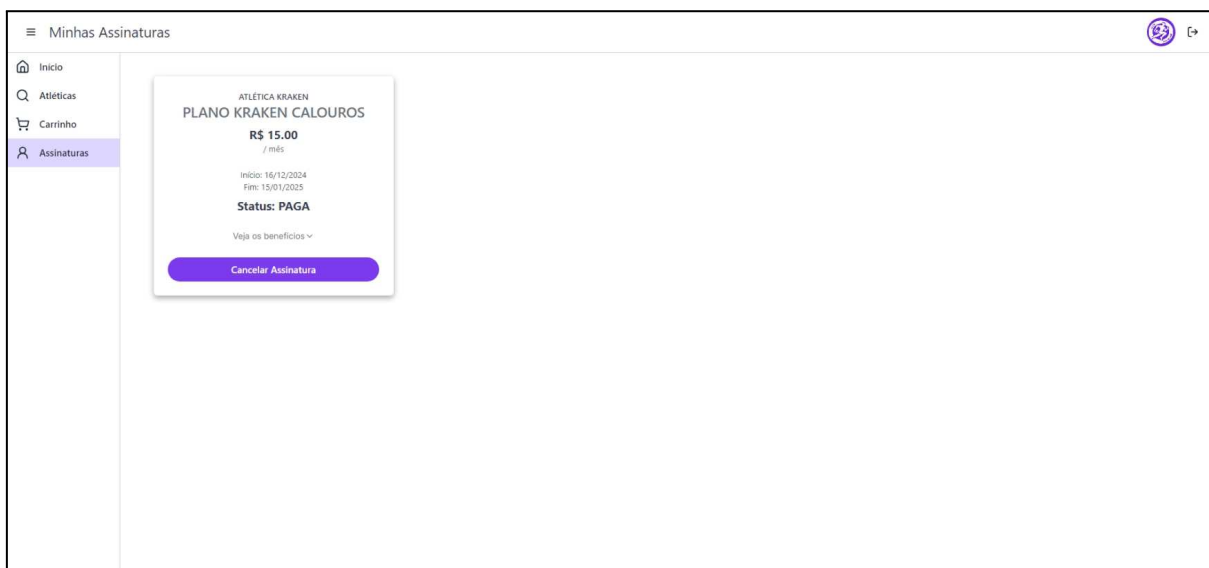 Minhas Assinaturas
Inicio
Atléticas
Carrinho
Assinaturas
ATLÉTICA KRAKEN
PLANO KRAKEN CALOUROS
R$ 15.00
/ mês
Início: 16/12/2024
Fim: 15/01/2025
Status: PAGA
Veja os benefícios
Cancelar Assinatura